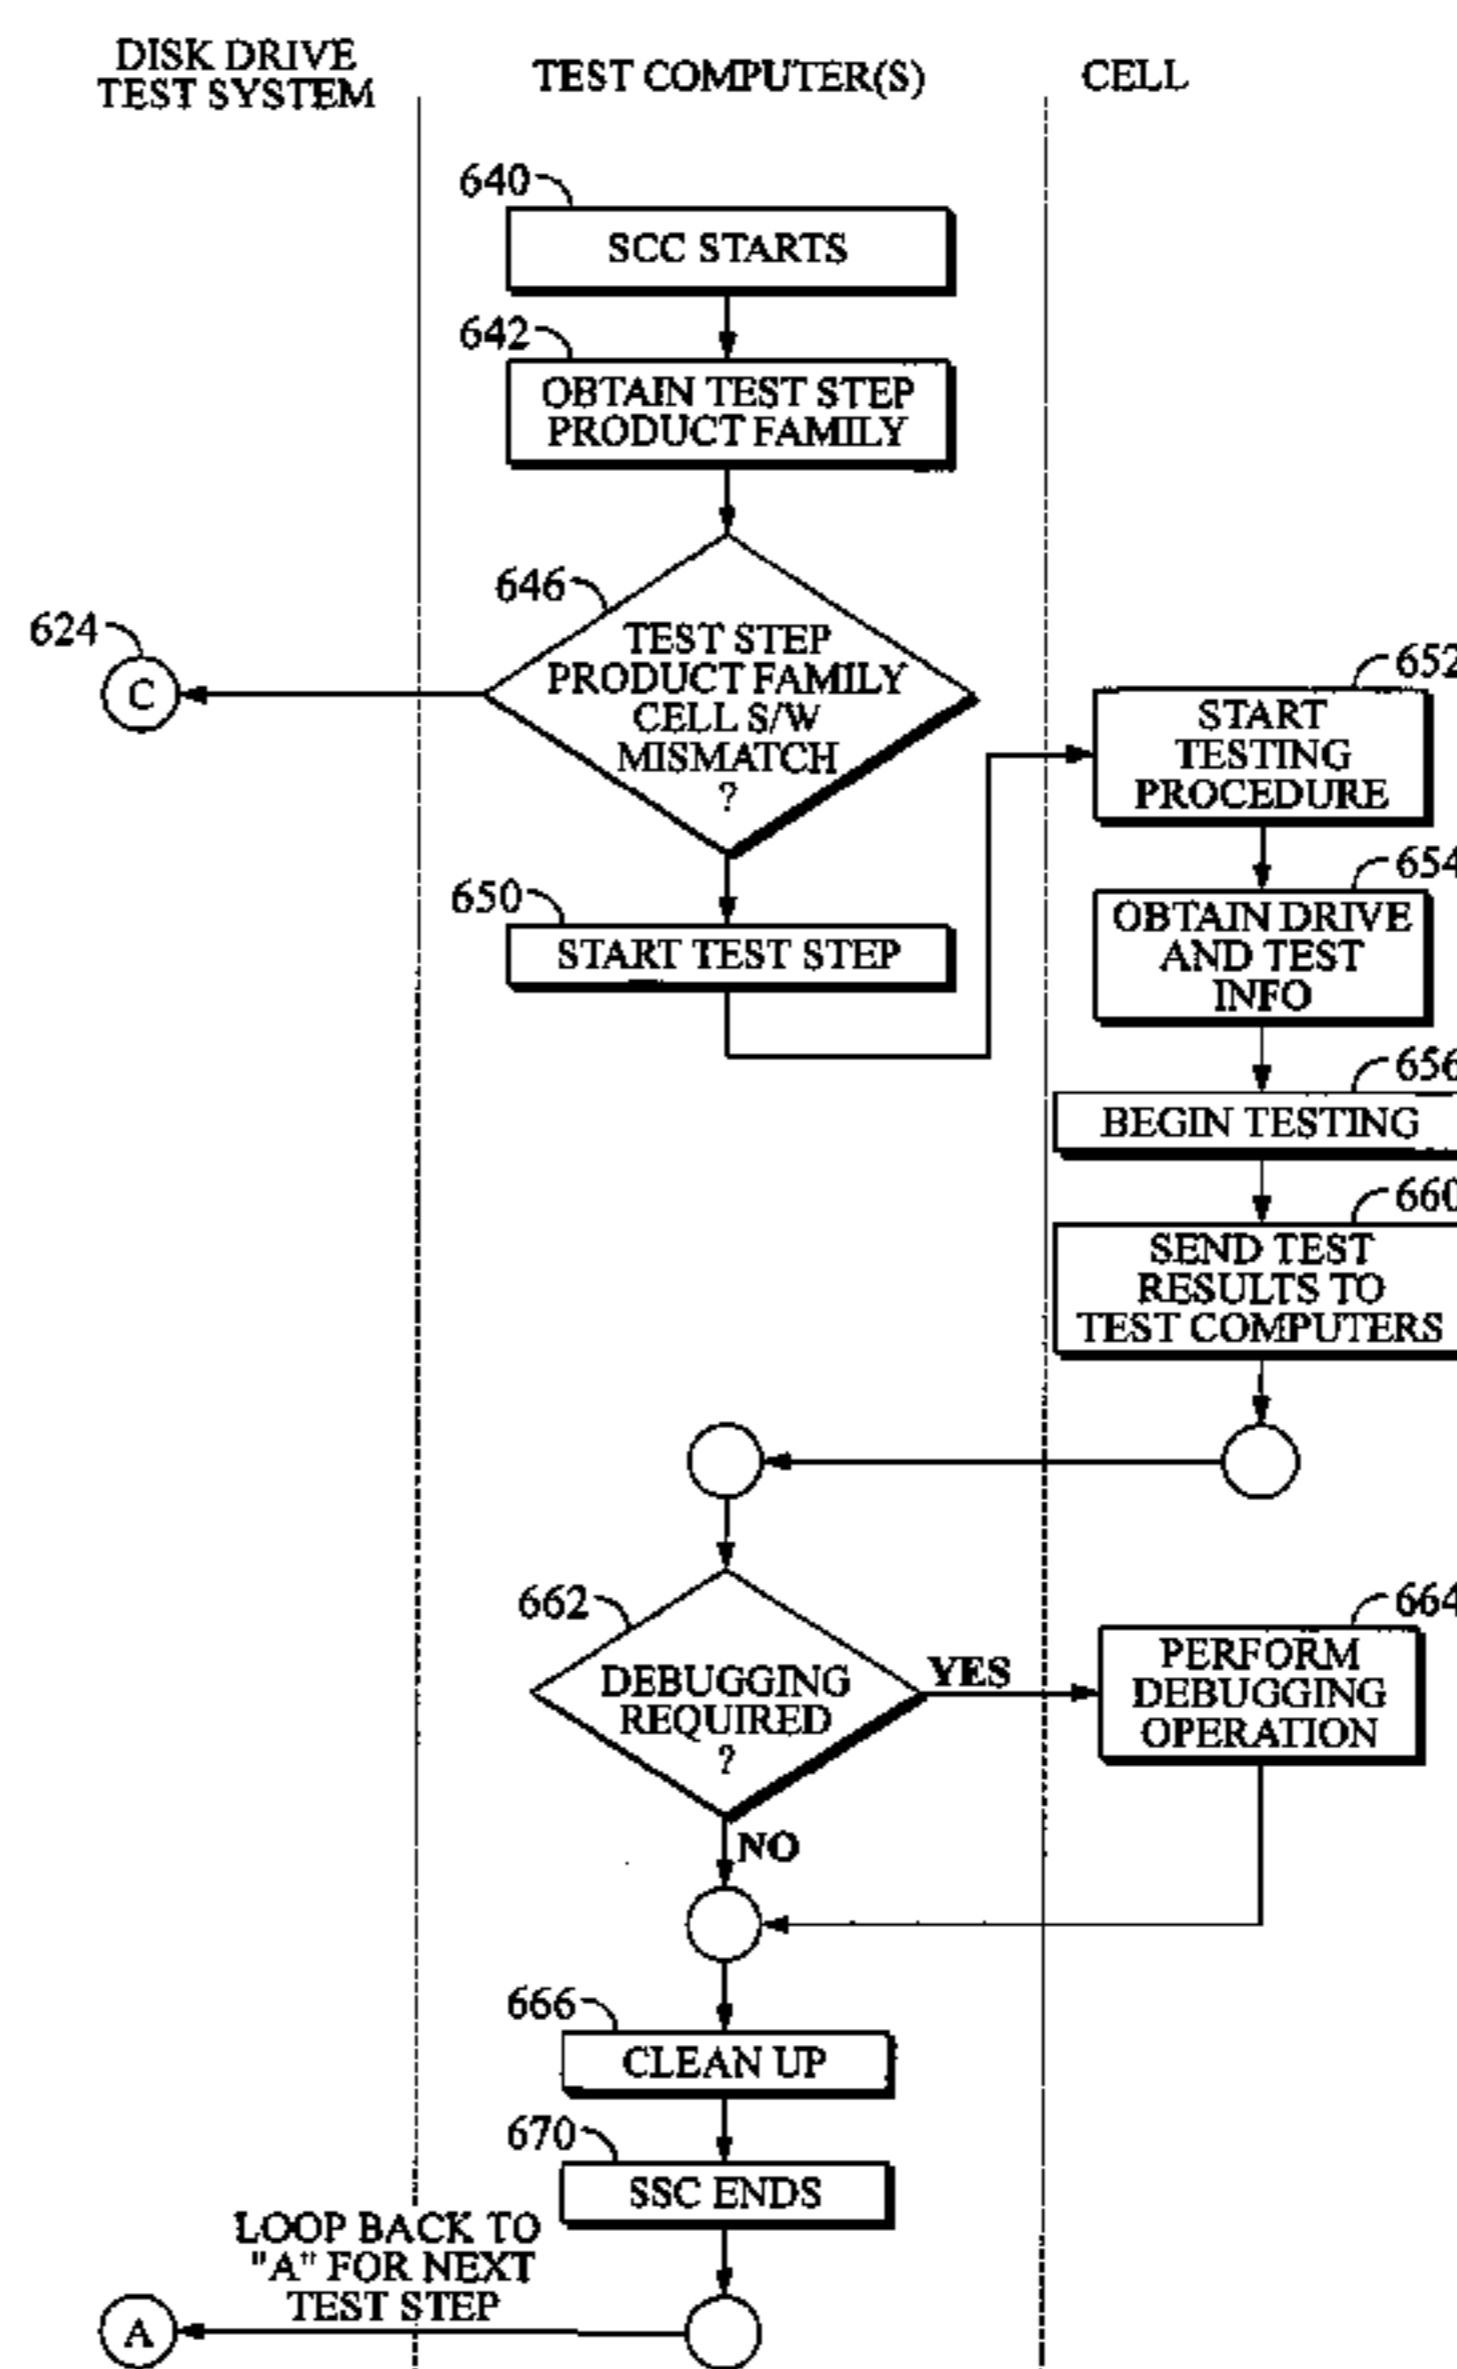 DISK DRIVE
TEST SYSTEM
TEST COMPUTER(S)
CELL
640
SCC STARTS
642
OBTAIN TEST STEP
PRODUCT FAMILY
646
TEST STEP
PRODUCT FAMILY
CELL S/W
MISMATCH
?
624
C
652
START
TESTING
PROCEDURE
650
START TEST STEP
654
OBTAIN DRIVE
AND TEST
INFO
656
BEGIN TESTING
660
SEND TEST
RESULTS TO
TEST COMPUTERS
662
DEBUGGING
REQUIRED
?
YES
NO
664
PERFORM
DEBUGGING
OPERATION
666
CLEAN UP
670
SSC ENDS
LOOP BACK TO
"A" FOR NEXT
TEST STEP
A